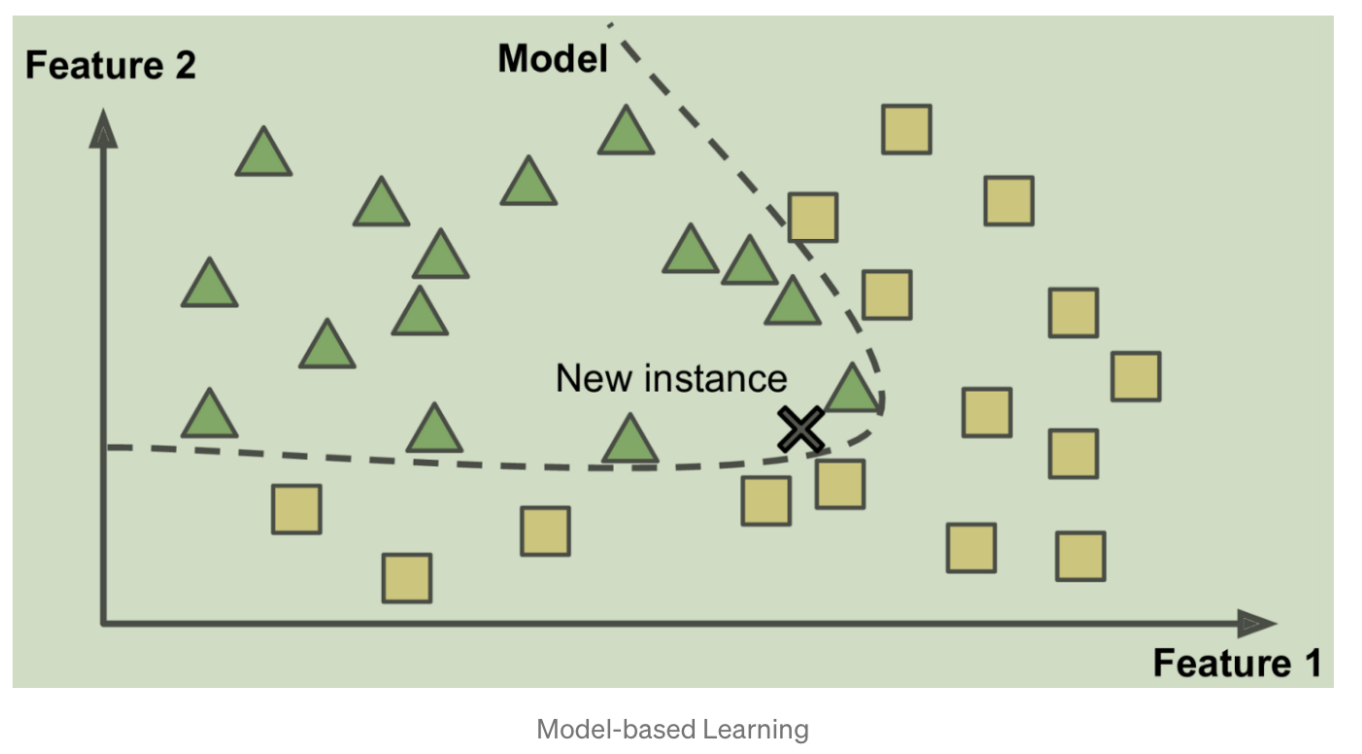 Feature 2
Model
New instance
Feature 1
Model-based Learning